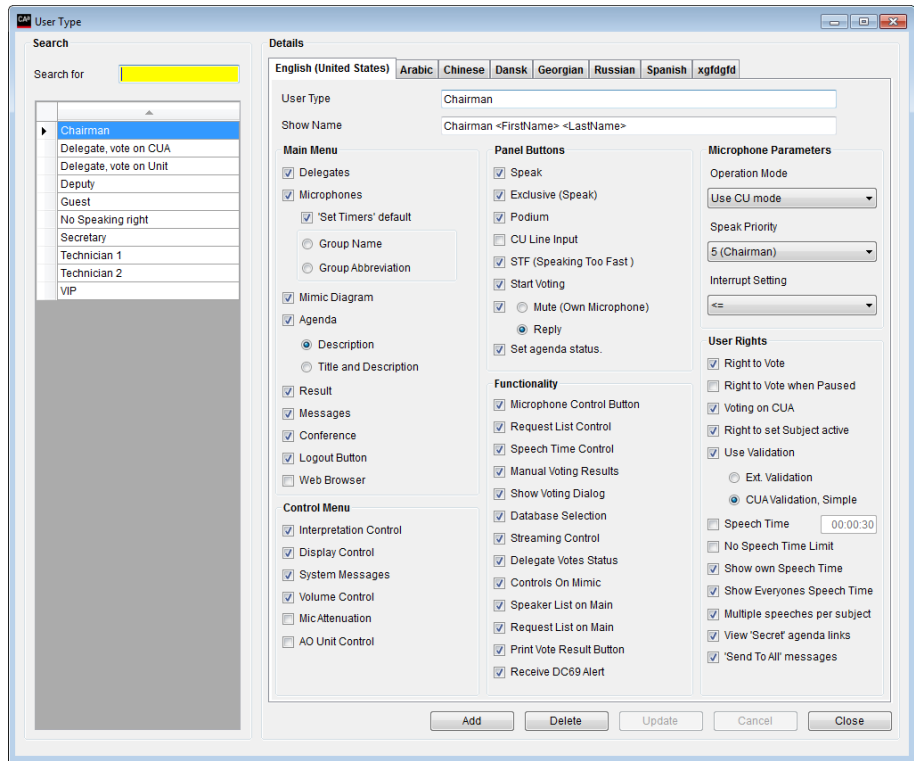 CAP User Type
Search
Search for
Chairman
Delegate, vote on CUA
Delegate, vote on Unit
Deputy
Guest
No Speaking right
Secretary
Technician 1
Technician 2
VIP
Details
English (United States) Arabic Chinese Dansk Georgian Russian Spanish xgfdgfd
User Type Chairman
Show Name Chairman <FirstName> <LastName>
Main Menu
Delegates
Microphones
'Set Timers' default
Group Name
Group Abbreviation
Mimic Diagram
Agenda
Description
Title and Description
Result
Messages
Conference
Logout Button
Web Browser
Control Menu
Interpretation Control
Display Control
System Messages
Volume Control
Mic Attenuation
AO Unit Control
Panel Buttons
Speak
Exclusive (Speak)
Podium
CU Line Input
STF (Speaking Too Fast )
Start Voting
Mute (Own Microphone)
Reply
Set agenda status.
Functionality
Microphone Control Button
Request List Control
Speech Time Control
Manual Voting Results
Show Voting Dialog
Database Selection
Streaming Control
Delegate Votes Status
Controls On Mimic
Speaker List on Main
Request List on Main
Print Vote Result Button
Receive DC69 Alert
Microphone Parameters
Operation Mode
Use CU mode
Speak Priority
5 (Chairman)
Interrupt Setting
<=
User Rights
Right to Vote
Right to Vote when Paused
Voting on CUA
Right to set Subject active
Use Validation
Ext. Validation
CUA Validation, Simple
Speech Time 00:00:30
No Speech Time Limit
Show own Speech Time
Show Everyones Speech Time
Multiple speeches per subject
View 'Secret' agenda links
'Send To All' messages
Add Delete Update Cancel Close